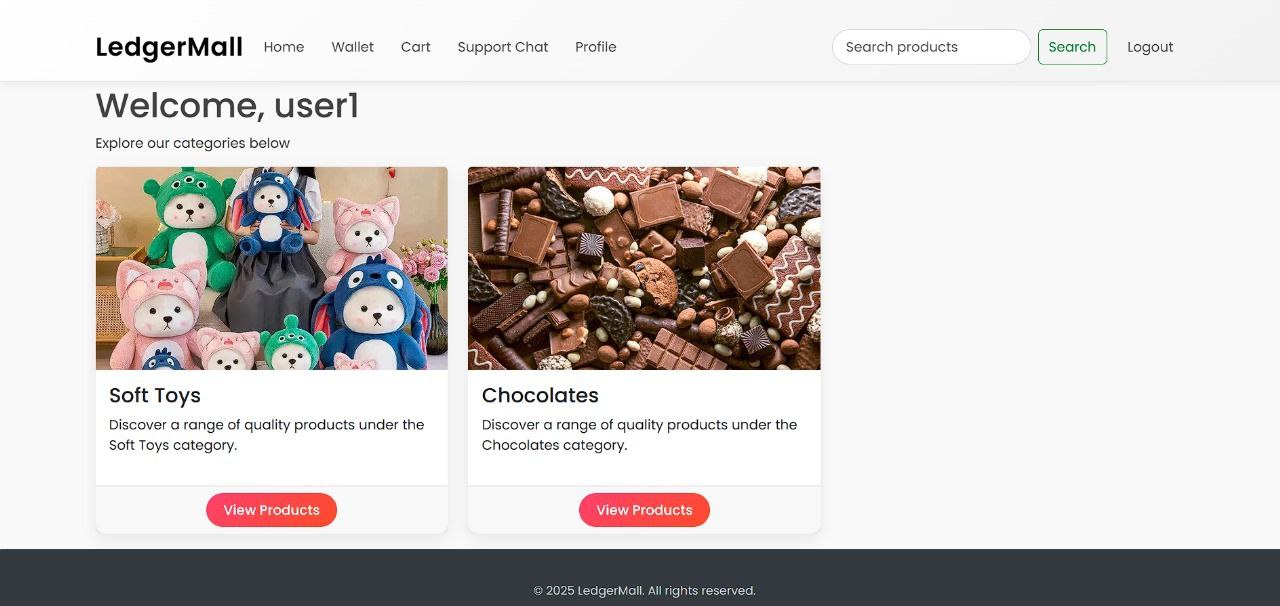 LedgerMall Home Wallet Cart Support Chat Profile Search products Search Logout
Welcome, user1
Explore our categories below
Soft Toys
Discover a range of quality products under the
Soft Toys category.
View Products
Chocolates
Discover a range of quality products under the
Chocolates category.
View Products
© 2025 LedgerMall. All rights reserved.